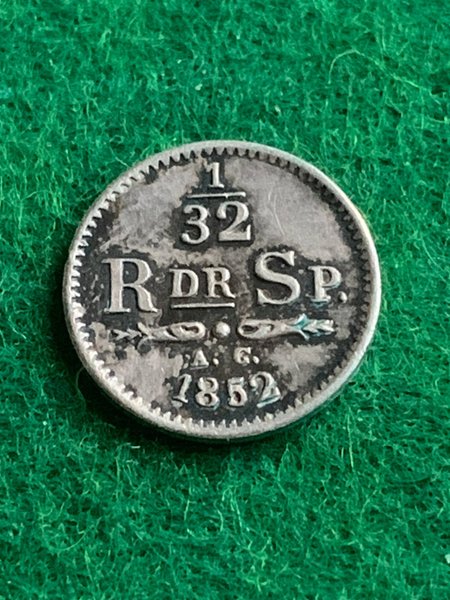 1
32
R DR SP.
A. G.
1852